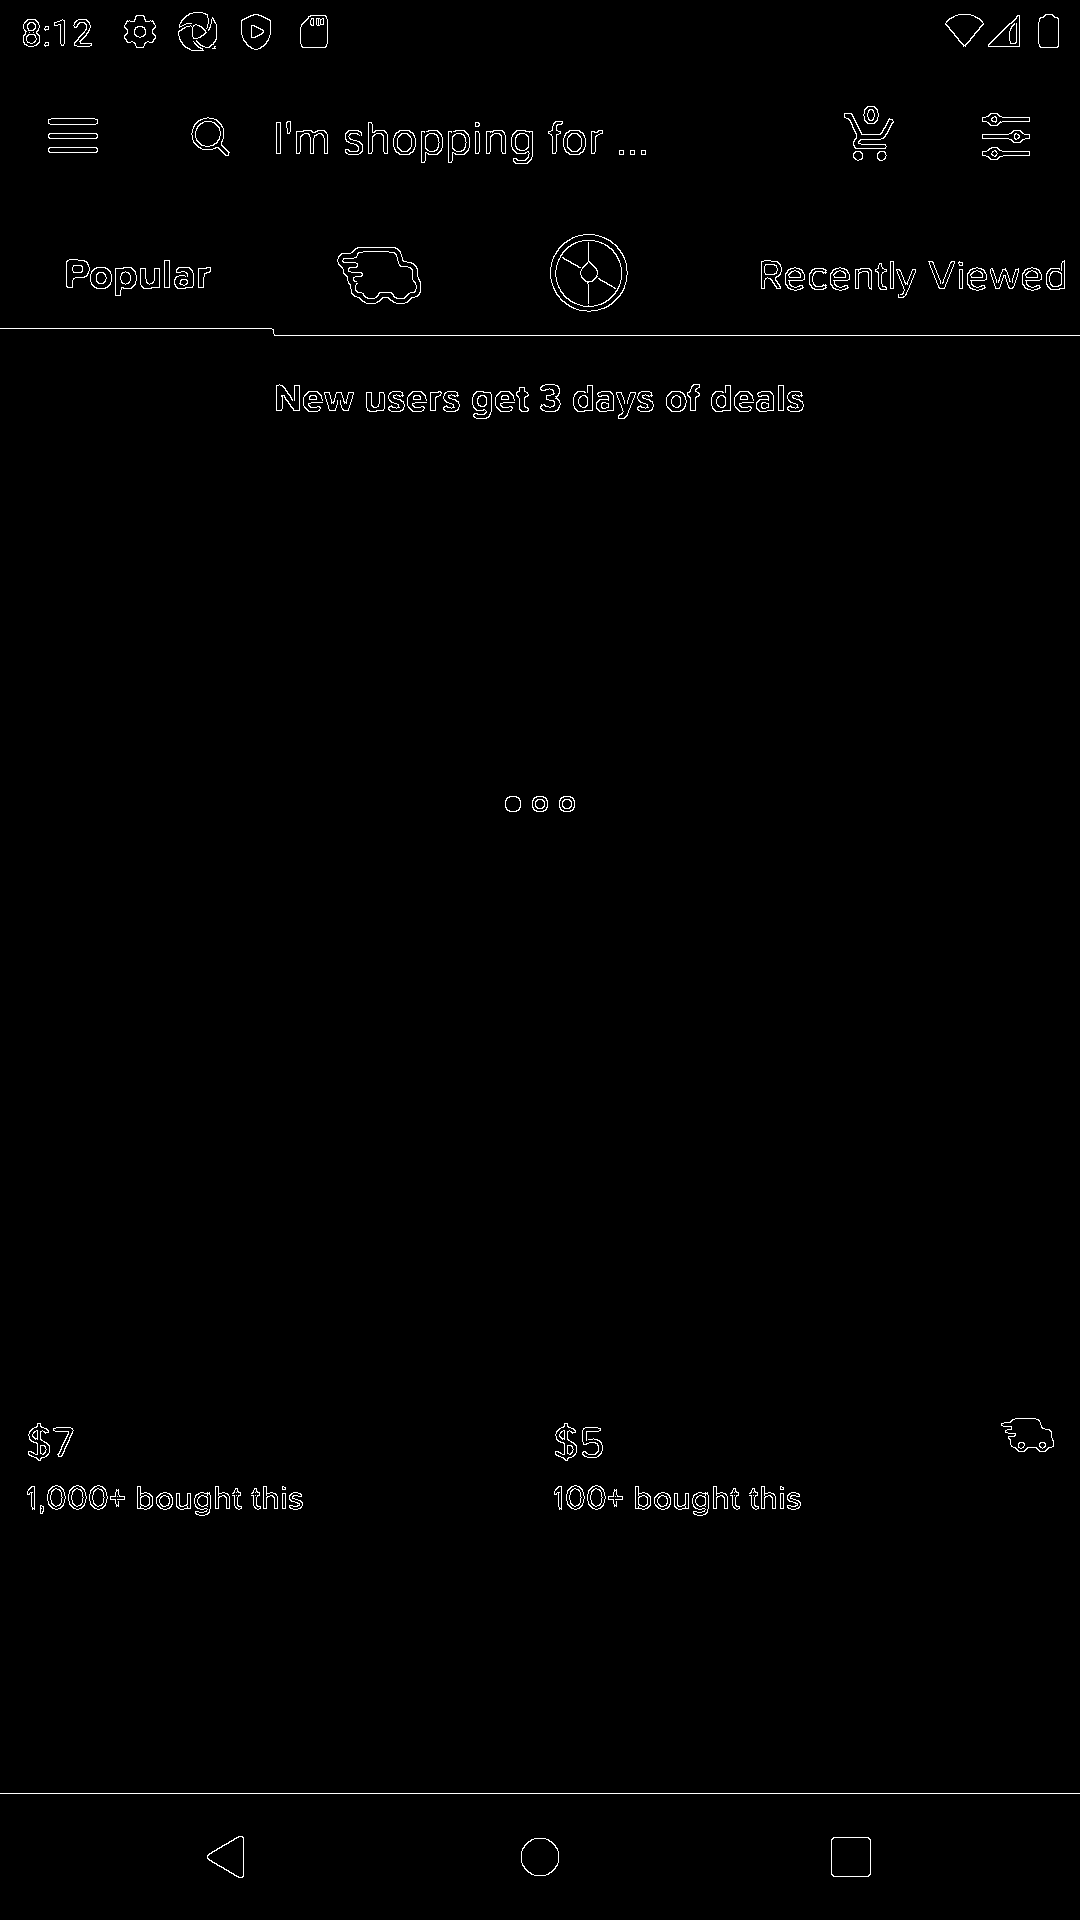 8:12
I'm shopping for ...
0
Popular
Recently Viewed
New users get 3 days of deals
$7
$5
1,000+ bought this
100+ bought this